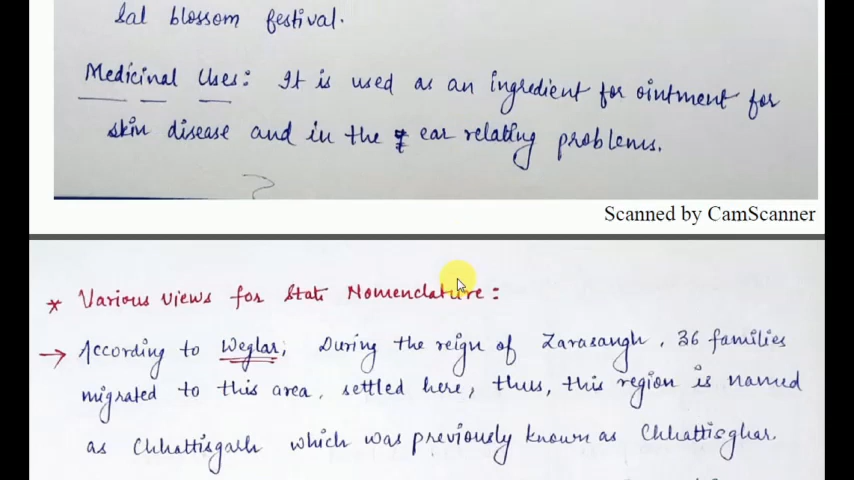 Sal blossom festival.
Medicinal Uses: It is used as an ingredient for ointment for
skin disease and in the ear relating problems.
Scanned by CamScanner
* Various views for State Nomenclature:
→ According to Weglar; During the reign of Zarasangh, 36 families
migrated to this area, settled here, thus, this region is named
as Chhattisgarh which was previously known as Chhattisghar.